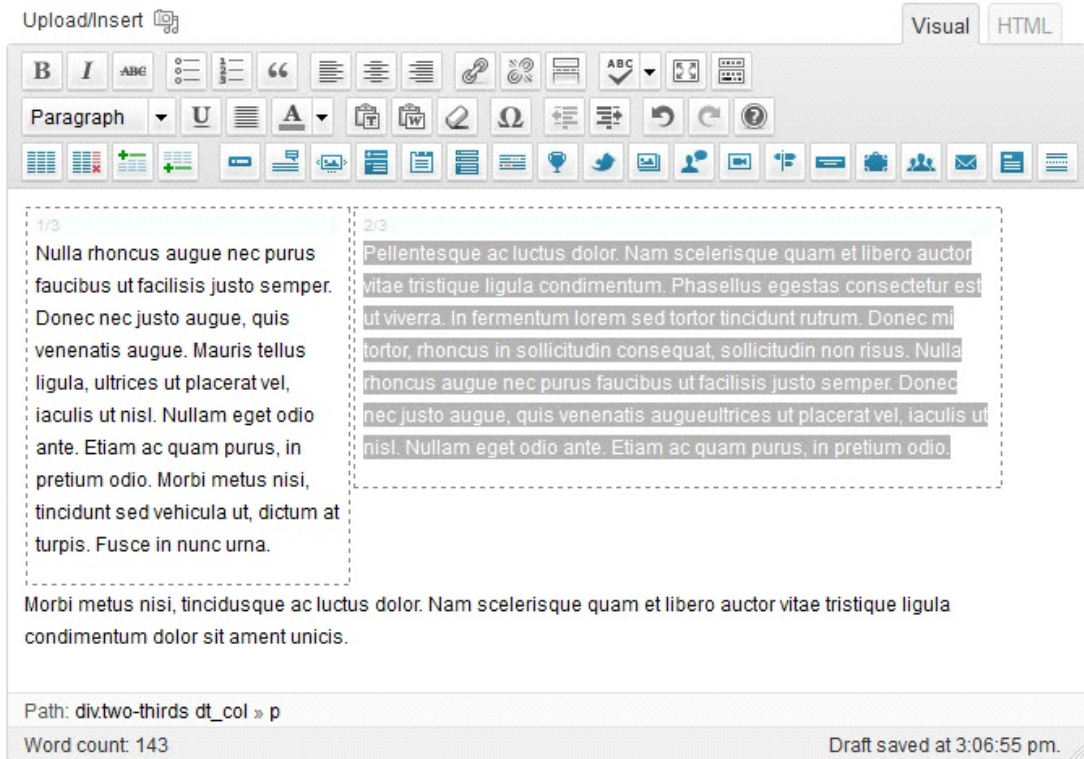 Upload/Insert
Visual HTML
B I ABC ABC
Paragraph U A T W Ω
1/3
Nulla rhoncus augue nec purus
faucibus ut facilisis justo semper.
Donec nec justo augue, quis
venenatis augue. Mauris tellus
ligula, ultrices ut placerat vel,
iaculis ut nisl. Nullam eget odio
ante. Etiam ac quam purus, in
pretium odio. Morbi metus nisi,
tincidunt sed vehicula ut, dictum at
turpis. Fusce in nunc urna.
2/3
Pellentesque ac luctus dolor. Nam scelerisque quam et libero auctor
vitae tristique ligula condimentum. Phasellus egestas consectetur est
ut viverra. In fermentum lorem sed tortor tincidunt rutrum. Donec mi
tortor, rhoncus in sollicitudin consequat, sollicitudin non risus. Nulla
rhoncus augue nec purus faucibus ut facilisis justo semper. Donec
nec justo augue, quis venenatis augueultrices ut placerat vel, iaculis ut
nisl. Nullam eget odio ante. Etiam ac quam purus, in pretium odio.
Morbi metus nisi, tincidusque ac luctus dolor. Nam scelerisque quam et libero auctor vitae tristique ligula
condimentum dolor sit ament unicis.
Path: div.two-thirds dt_col » p
Word count: 143
Draft saved at 3:06:55 pm.